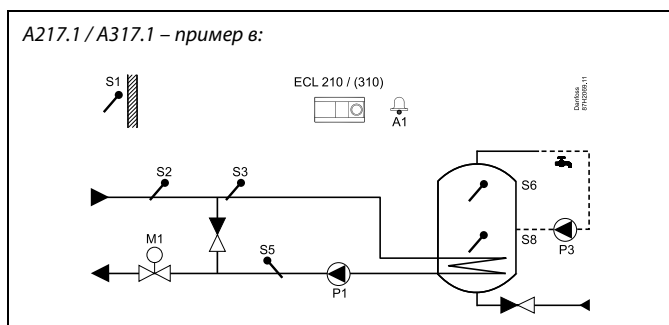 A217.1 / A317.1 – пример в:
S1
ECL 210 / (310)
A1
Danfoss
87H2069.11
S2
S3
S6
M1
S5
S8
P1
P3